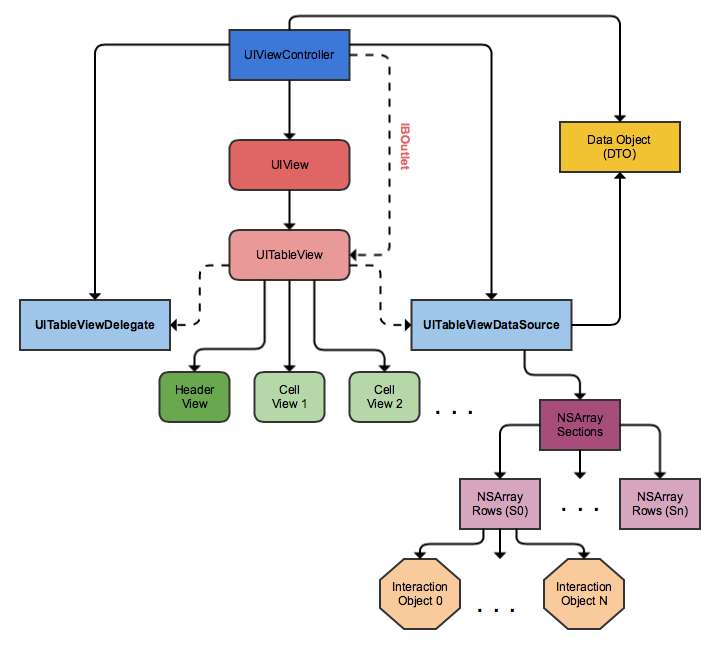 UIViewController
IBOutlet
Data Object
(DTO)
UIView
UITableView
UITableViewDelegate
UITableViewDataSource
Header
View
Cell
View 1
Cell
View 2
. . .
NSArray
Sections
NSArray
Rows (S0)
. . .
NSArray
Rows (Sn)
Interaction
Object 0
. . .
Interaction
Object N